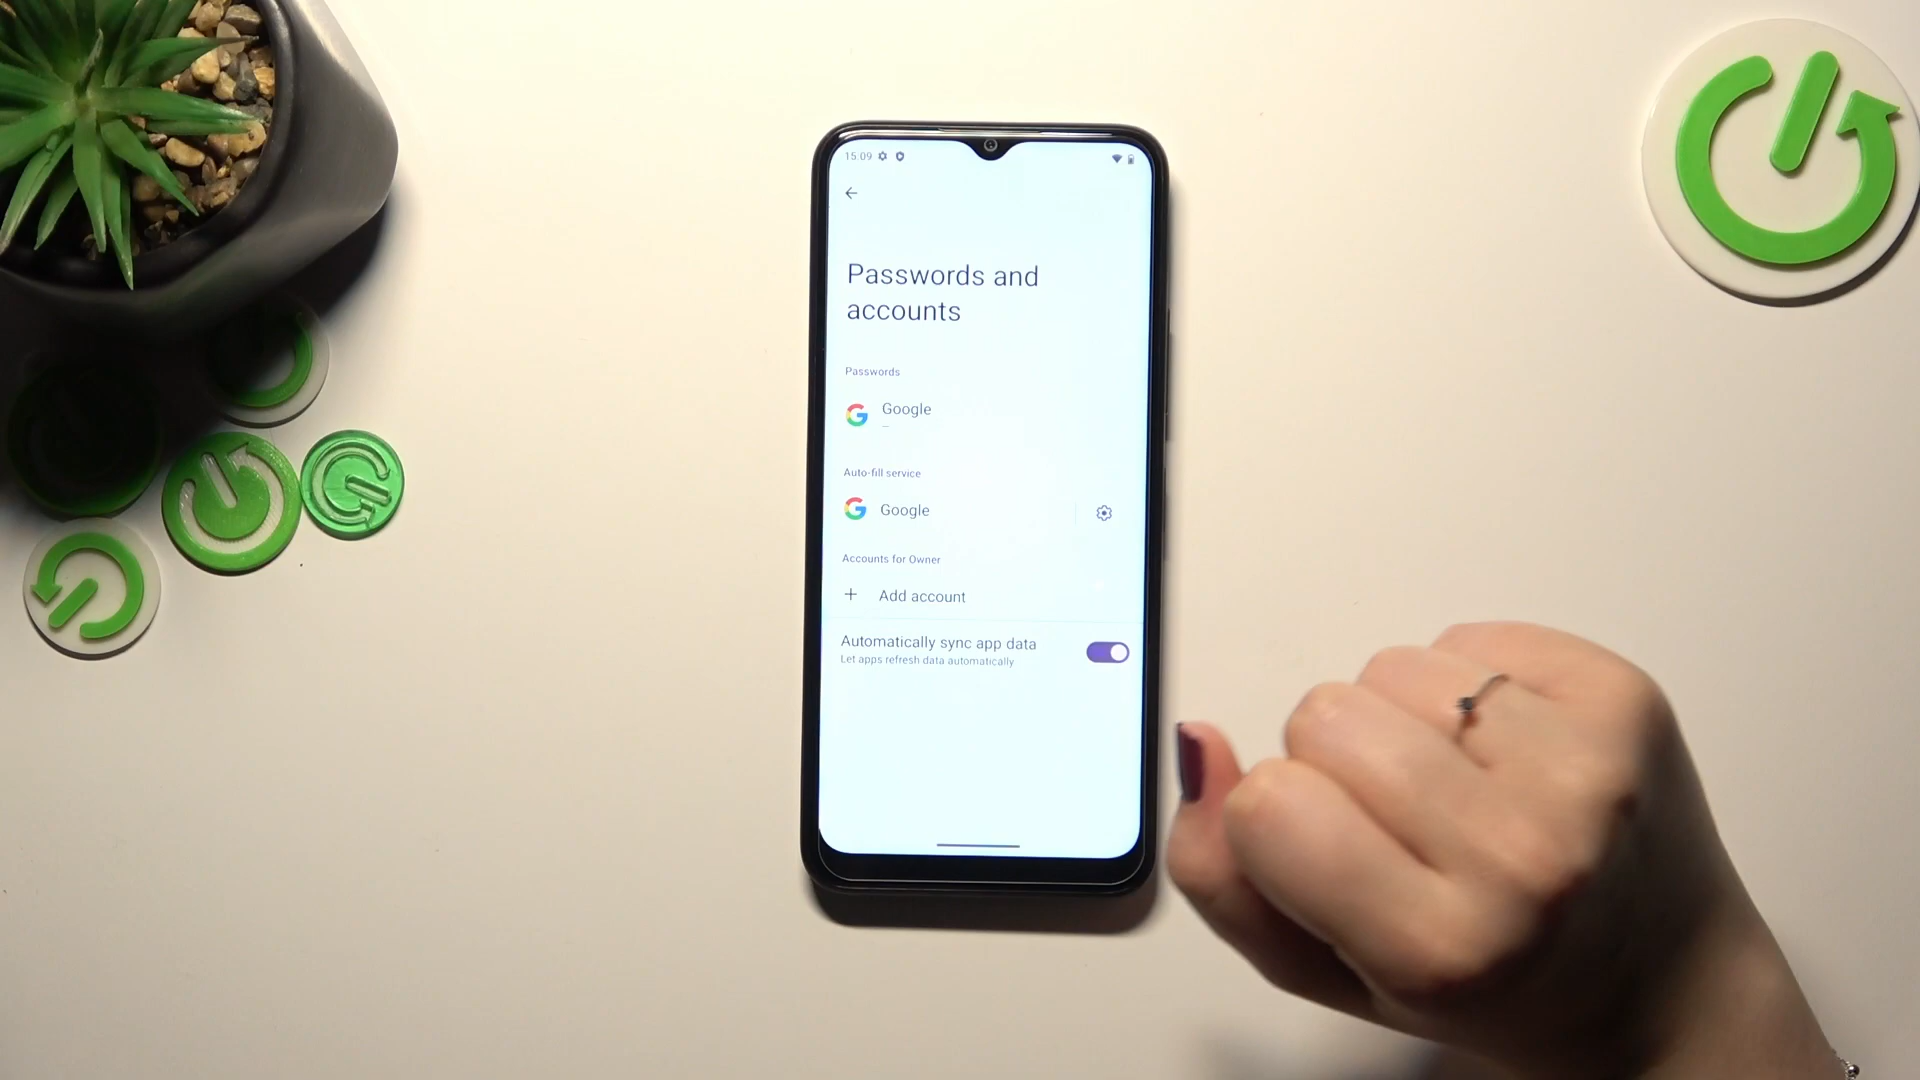 15:09
Passwords and
accounts
Passwords
Google
Auto-fill service
Google
Accounts for Owner
+ Add account
Automatically sync app data
Let apps refresh data automatically